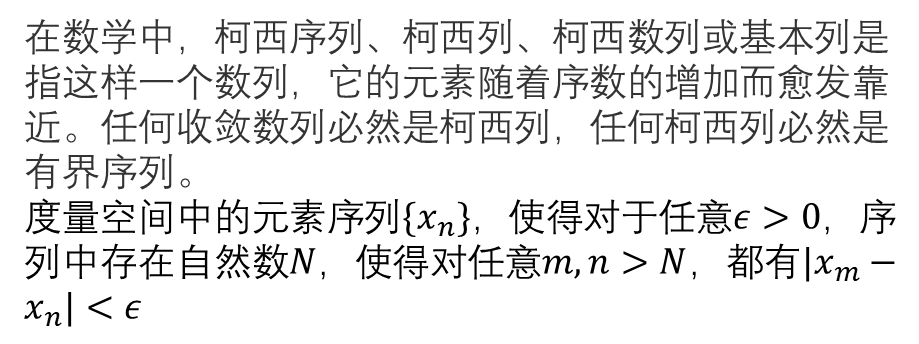 在数学中，柯西序列、柯西列、柯西数列或基本列是
指这样一个数列，它的元素随着序数的增加而愈发靠
近。任何收敛数列必然是柯西列，任何柯西列必然是
有界序列。
度量空间中的元素序列{xₙ}，使得对于任意ϵ > 0，序
列中存在自然数N，使得对任意m, n > N，都有|xₘ −
xₙ| < ϵ